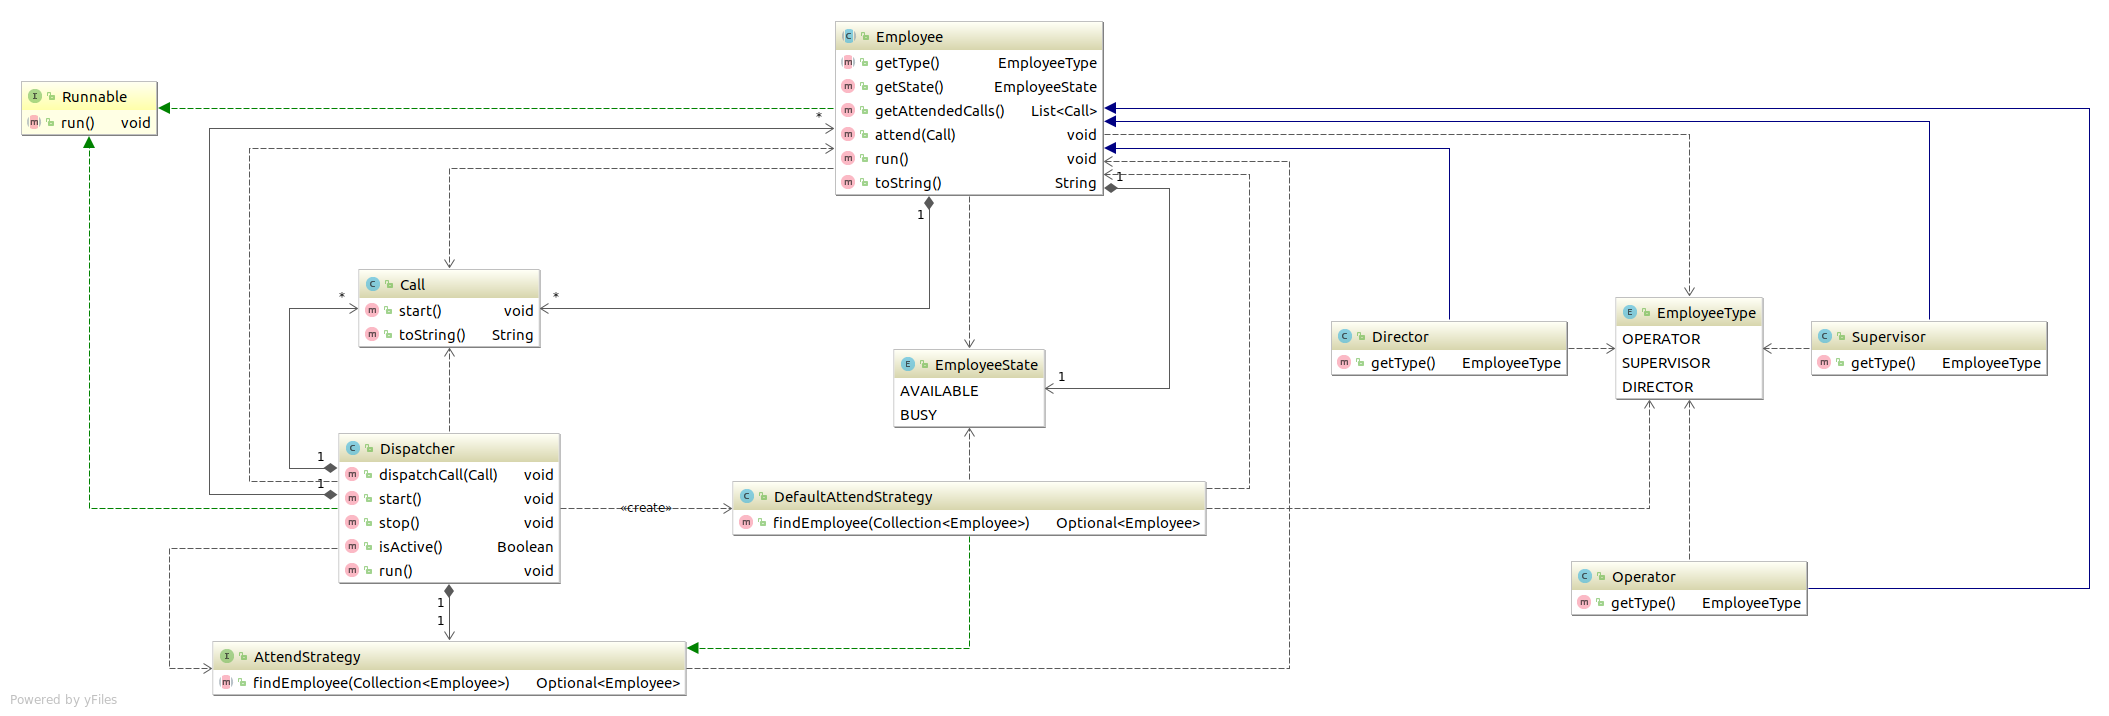 Employee
getType() EmployeeType
getState() EmployeeState
getAttendedCalls() List<Call>
attend(Call) void
run() void
toString() String
Runnable
run() void
*
1
1
Call
start() void
toString() String
*
*
EmployeeState
AVAILABLE
BUSY
1
Director
getType() EmployeeType
EmployeeType
OPERATOR
SUPERVISOR
DIRECTOR
Supervisor
getType() EmployeeType
Dispatcher
dispatchCall(Call) void
start() void
stop() void
isActive() Boolean
run() void
1
1
«create»
DefaultAttendStrategy
findEmployee(Collection<Employee>) Optional<Employee>
Operator
getType() EmployeeType
1
1
AttendStrategy
findEmployee(Collection<Employee>) Optional<Employee>
Powered by yFiles